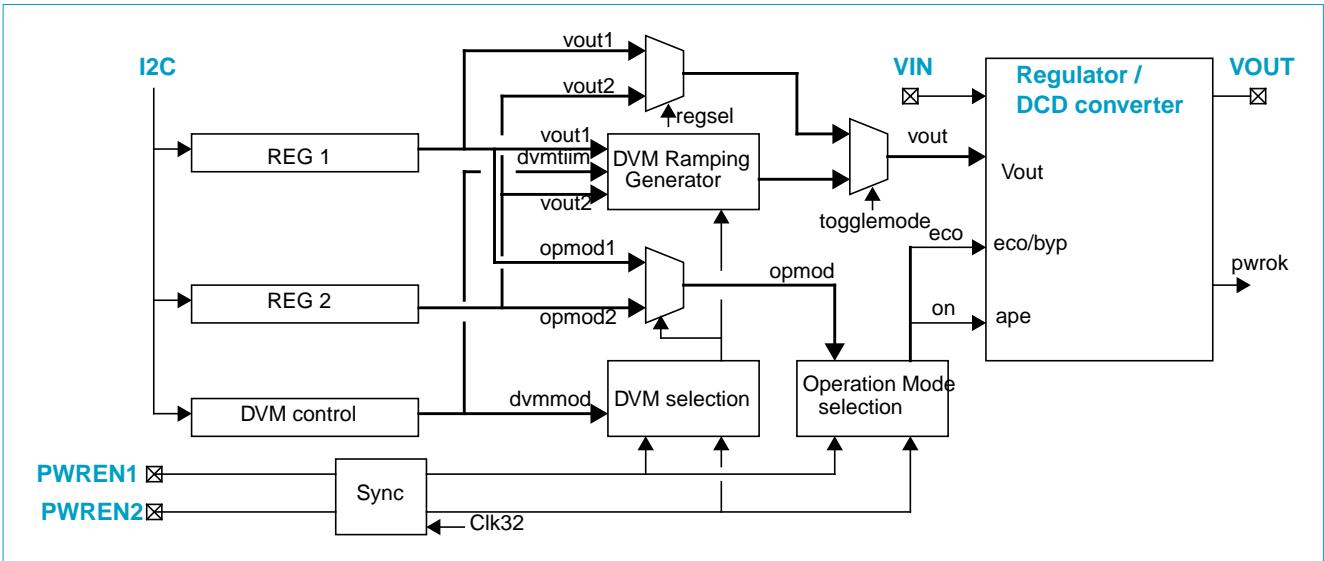 I2C
vout1
VIN
Regulator /
DCD converter
VOUT
vout2
regsel
REG 1
vout1
dvmtiim
vout2
DVM Ramping
Generator
vout
Vout
togglemode
eco
eco/byp
opmod1
opmod
pwrok
REG 2
opmod2
on
ape
DVM control
dvmmod
DVM selection
Operation Mode
selection
PWREN1
Sync
PWREN2
Clk32